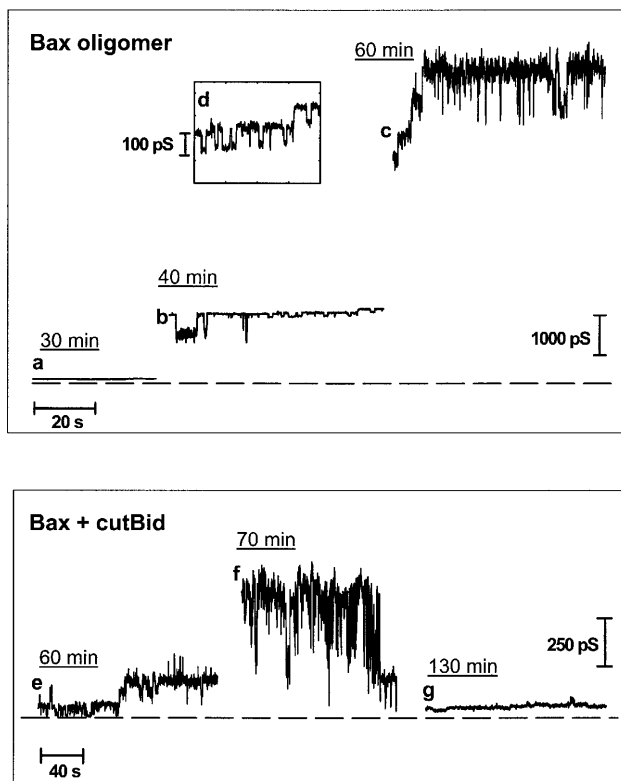 Bax oligomer
60 min
d
100 pS
c
40 min
b
1000 pS
30 min
a
20 s
Bax + cutBid
70 min
f
250 pS
60 min
130 min
e
g
40 s